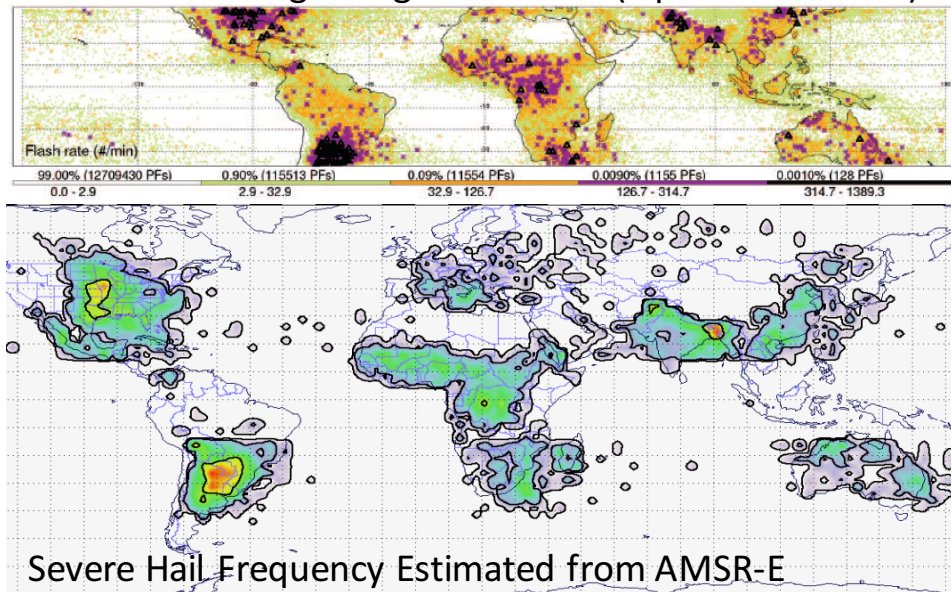 Flash rate (#/min)
99.00% (12709430 PFs) 0.90% (115513 PFs) 0.09% (11554 PFs) 0.0090% (1155 PFs) 0.0010% (128 PFs)
0.0 - 2.9 2.9 - 32.9 32.9 - 126.7 126.7 - 314.7 314.7 - 1389.3
Severe Hail Frequency Estimated from AMSR-E